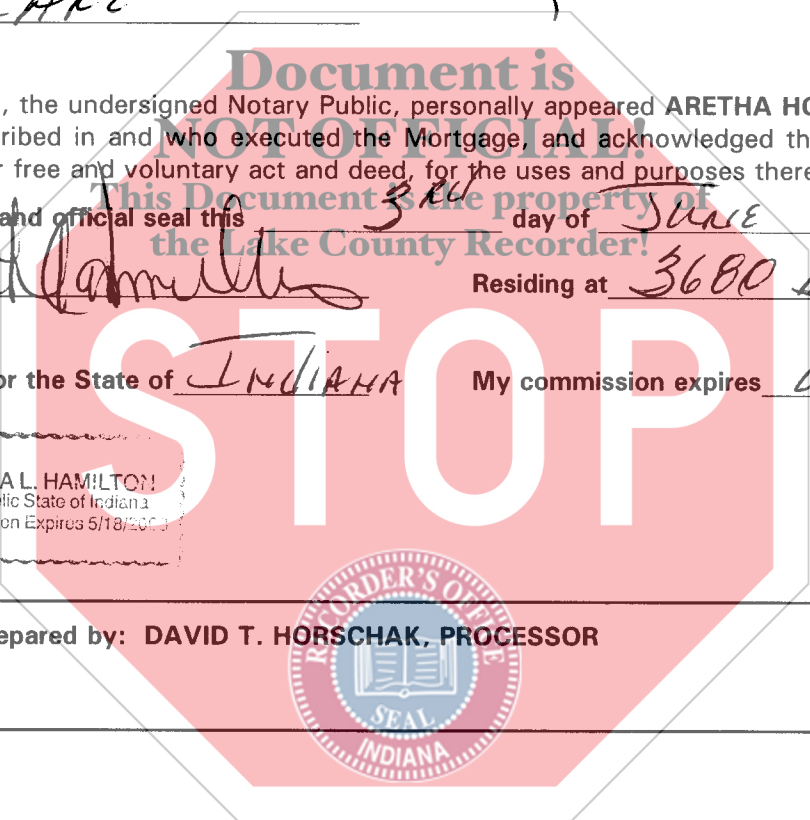 Document is
, the undersigned Notary Public, personally appeared ARETHA HO
NOT OFFICIAL!
ribed in and who executed the Mortgage, and acknowledged th
r free and voluntary act and deed, for the uses and purposes there
This Document is the property of
and official seal this 3RD day of JUNE
the Lake County Recorder!
Residing at 3680
STOP
or the State of INDIANA My commission expires
A L. HAMILTON
lic State of Indiana
on Expires 5/18/
epared by: DAVID T. HORSCHAK, PROCESSOR
RECORDER'S OFFICE
SEAL
INDIANA